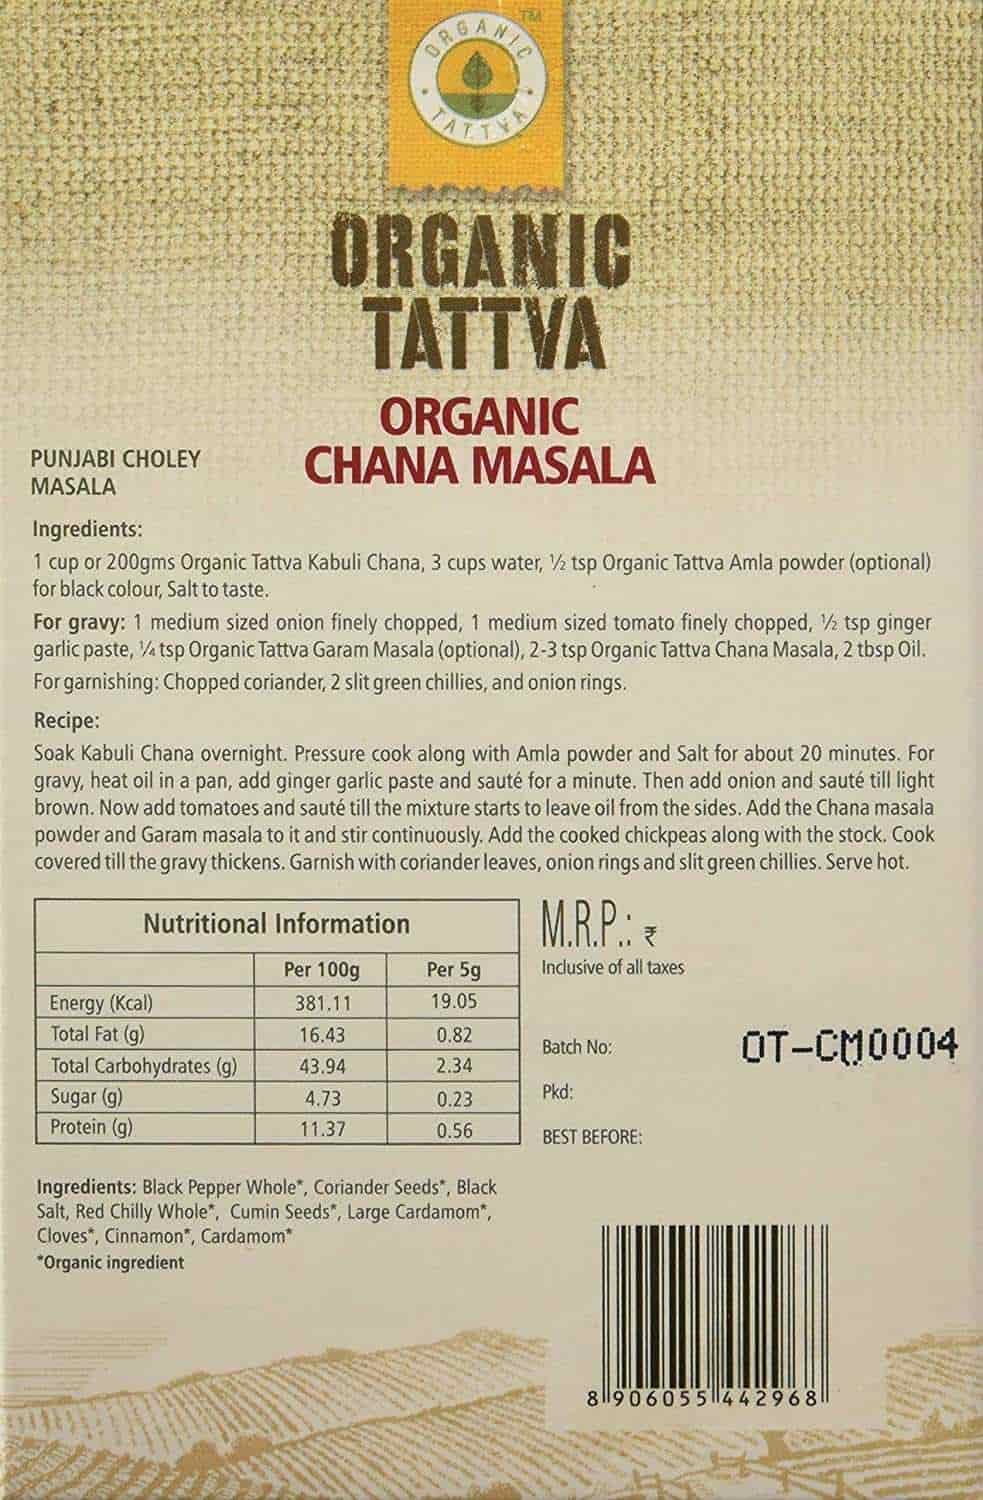 ORGANIC TATTVA
TM
ORGANIC
TATTVA
ORGANIC
CHANA MASALA
PUNJABI CHOLEY
MASALA
Ingredients:
1 cup or 200gms Organic Tattva Kabuli Chana, 3 cups water, ½ tsp Organic Tattva Amla powder (optional)
for black colour, Salt to taste.
For gravy: 1 medium sized onion finely chopped, 1 medium sized tomato finely chopped, ½ tsp ginger
garlic paste, ¼ tsp Organic Tattva Garam Masala (optional), 2-3 tsp Organic Tattva Chana Masala, 2 tbsp Oil.
For garnishing: Chopped coriander, 2 slit green chillies, and onion rings.
Recipe:
Soak Kabuli Chana overnight. Pressure cook along with Amla powder and Salt for about 20 minutes. For
gravy, heat oil in a pan, add ginger garlic paste and sauté for a minute. Then add onion and sauté till light
brown. Now add tomatoes and sauté till the mixture starts to leave oil from the sides. Add the Chana masala
powder and Garam masala to it and stir continuously. Add the cooked chickpeas along with the stock. Cook
covered till the gravy thickens. Garnish with coriander leaves, onion rings and slit green chillies. Serve hot.
Nutritional Information
Per 100g Per 5g
Energy (Kcal) 381.11 19.05
Total Fat (g) 16.43 0.82
Total Carbohydrates (g) 43.94 2.34
Sugar (g) 4.73 0.23
Protein (g) 11.37 0.56
M.R.P.: ₹
Inclusive of all taxes
Batch No: OT-CM0004
Pkd:
BEST BEFORE:
Ingredients: Black Pepper Whole*, Coriander Seeds*, Black
Salt, Red Chilly Whole*, Cumin Seeds*, Large Cardamom*,
Cloves*, Cinnamon*, Cardamom*
*Organic ingredient
8 906055 442968